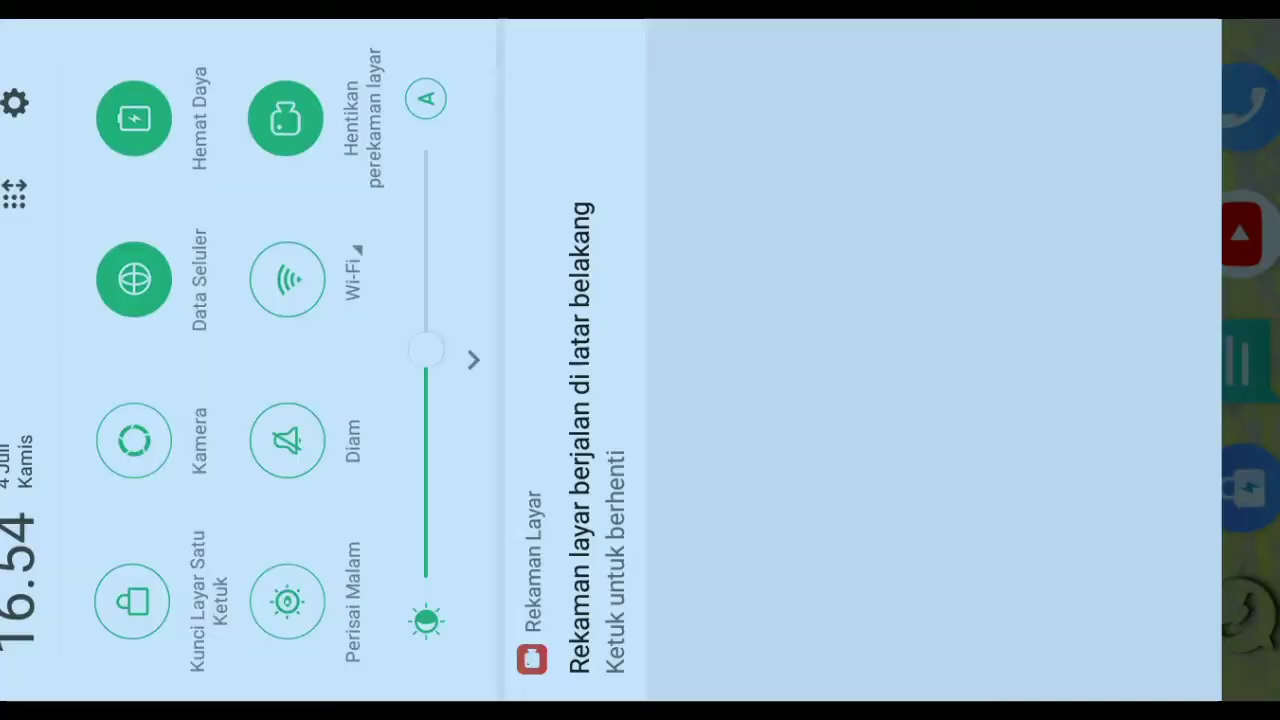 16.54
4 Juli
Kamis
Kunci Layar Satu
Ketuk
Kamera
Data Seluler
Hemat Daya
Perisai Malam
Diam
Wi-Fi
Hentikan
perekaman layar
A
Rekaman Layar
Rekaman layar berjalan di latar belakang
Ketuk untuk berhenti